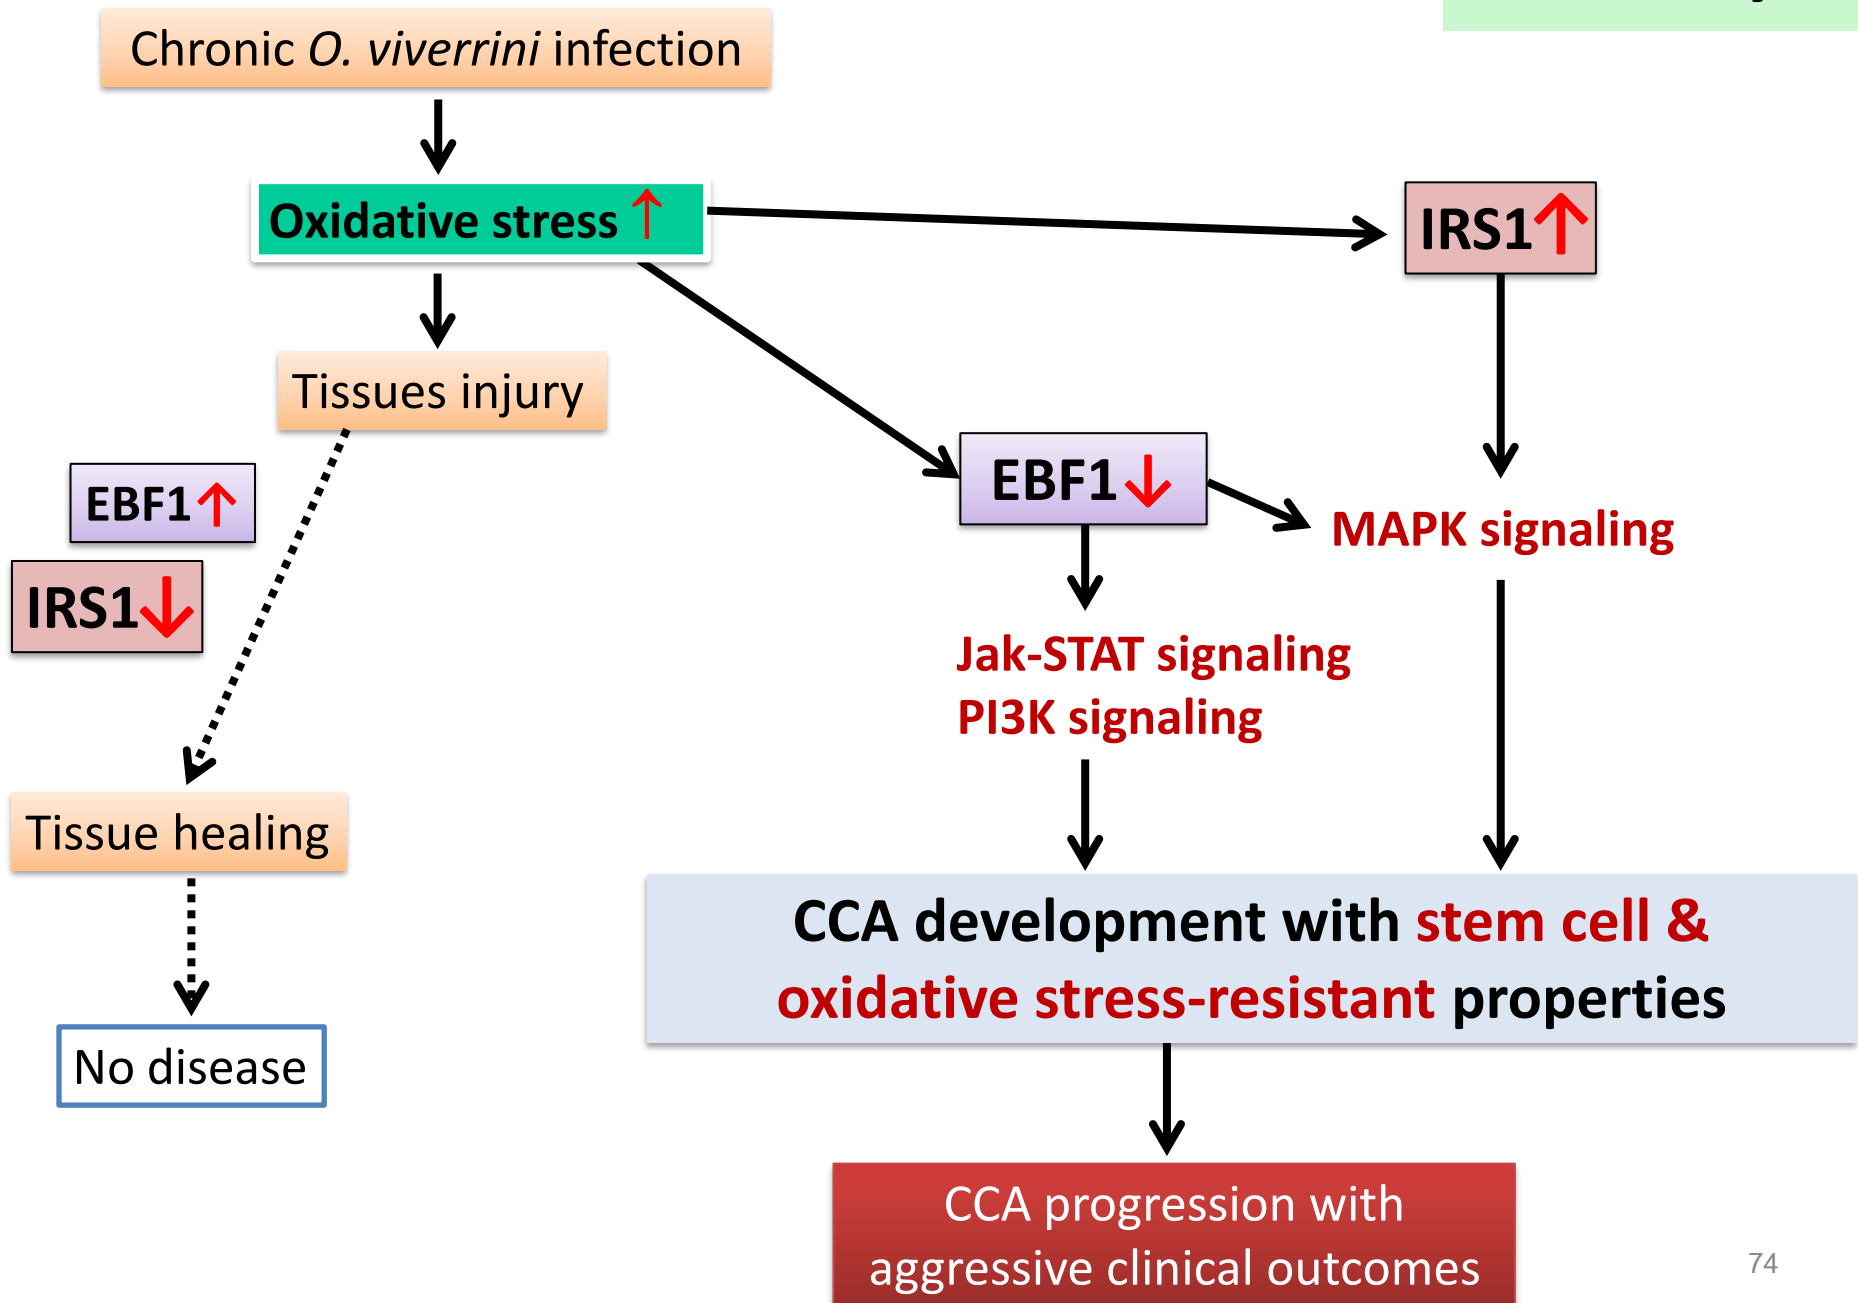 Chronic O. viverrini infection
Oxidative stress ↑
IRS1↑
Tissues injury
EBF1↑
IRS1↓
EBF1↓
MAPK signaling
Jak-STAT signaling
PI3K signaling
Tissue healing
No disease
CCA development with stem cell &
oxidative stress-resistant properties
CCA progression with
aggressive clinical outcomes
74